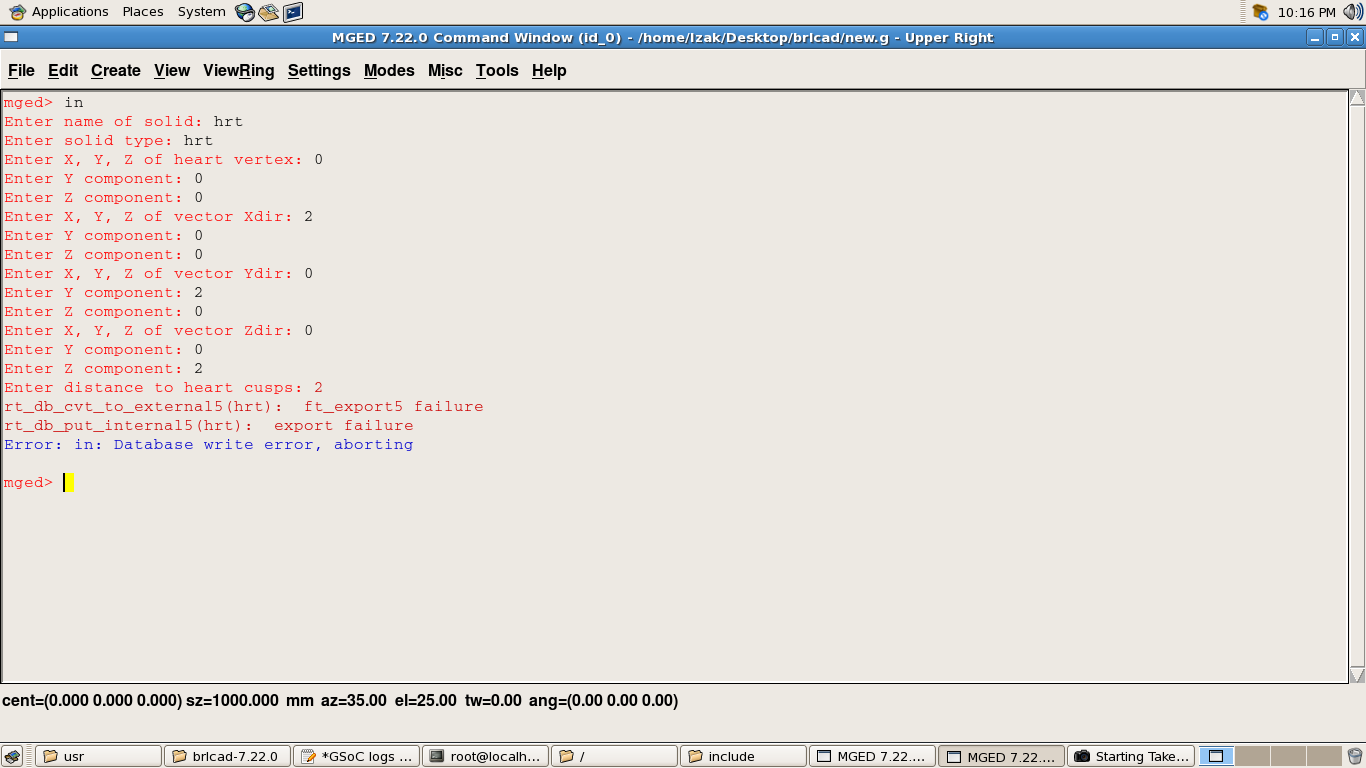 Applications Places System 10:16 PM
MGED 7.22.0 Command Window (id_0) - /home/Izak/Desktop/brlcad/new.g - Upper Right
File Edit Create View ViewRing Settings Modes Misc Tools Help
mged> in
Enter name of solid: hrt
Enter solid type: hrt
Enter X, Y, Z of heart vertex: 0
Enter Y component: 0
Enter Z component: 0
Enter X, Y, Z of vector Xdir: 2
Enter Y component: 0
Enter Z component: 0
Enter X, Y, Z of vector Ydir: 0
Enter Y component: 2
Enter Z component: 0
Enter X, Y, Z of vector Zdir: 0
Enter Y component: 0
Enter Z component: 2
Enter distance to heart cusps: 2
rt_db_cvt_to_external5(hrt):  ft_export5 failure
rt_db_put_internal5(hrt):  export failure
Error: in: Database write error, aborting
mged>
cent=(0.000 0.000 0.000) sz=1000.000 mm az=35.00 el=25.00 tw=0.00 ang=(0.00 0.00 0.00)
usr brlcad-7.22.0 *GSoC logs ... root@localh... / include MGED 7.22.... MGED 7.22.... Starting Take...